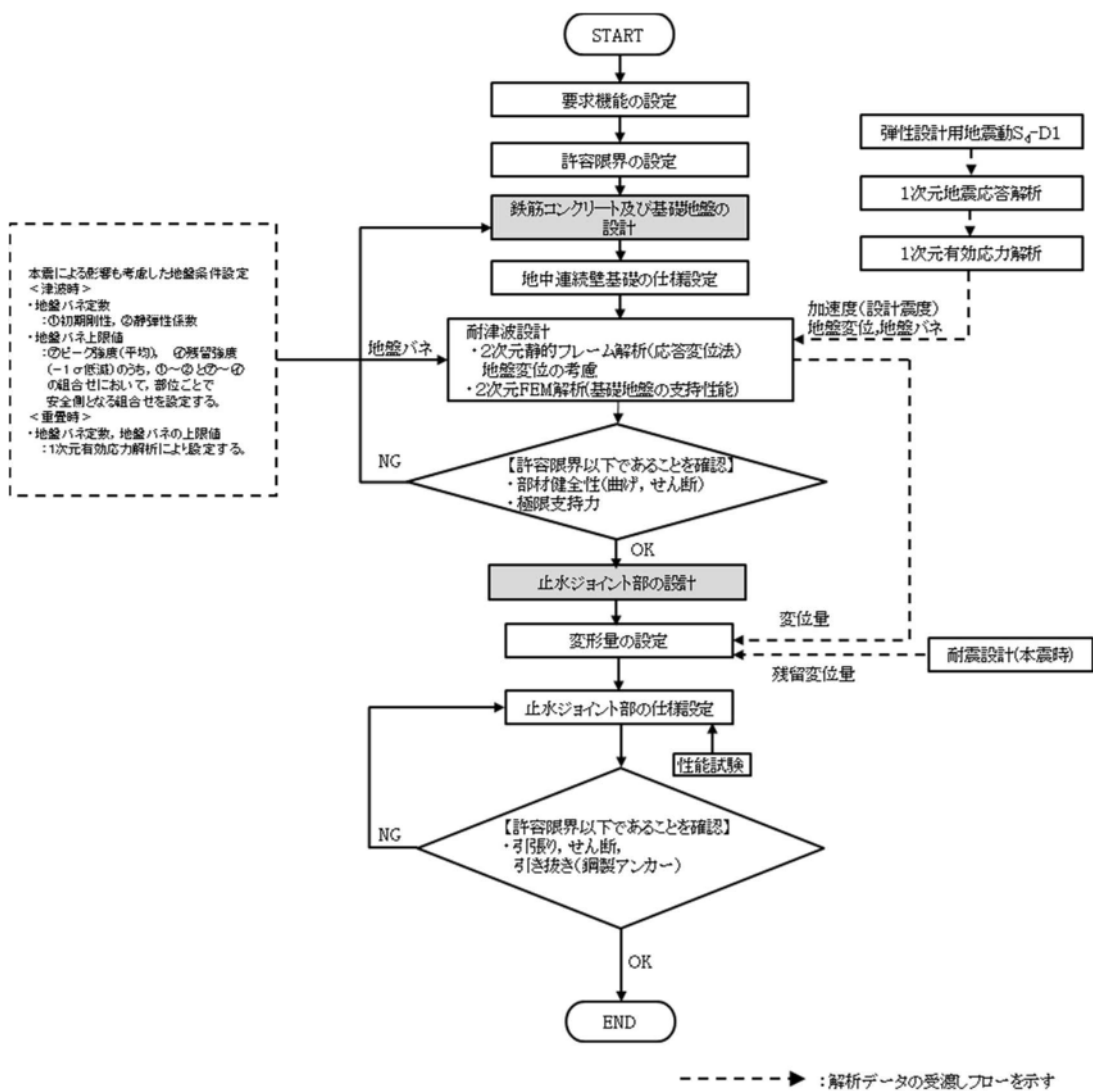 START
要求機能の設定
許容限界の設定
鉄筋コンクリート及び基礎地盤の
設計
地中連続壁基礎の仕様設定
弾性設計用地震動Sd-D1
1次元地震応答解析
1次元有効応力解析
加速度(設計震度)
地盤変位,地盤バネ
本震による影響も考慮した地盤条件設定
<津波時>
・地盤バネ定数
:①初期剛性, ②静弾性係数
・地盤バネ上限値
:㋐ピーク強度(平均), ㋑残留強度
(-1σ低減)のうち, ①~②と㋐~㋑
の組合せにおいて, 部位ごとで
安全側となる組合せを設定する。
<重畳時>
・地盤バネ定数, 地盤バネの上限値
:1次元有効応力解析により設定する。
地盤バネ
耐津波設計
・2次元静的フレーム解析(応答変位法)
地盤変位の考慮
・2次元FEM解析(基礎地盤の支持性能)
NG
【許容限界以下であることを確認】
・部材健全性(曲げ, せん断)
・極限支持力
OK
止水ジョイント部の設計
変位量
変形量の設定
耐震設計(本震時)
残留変位量
止水ジョイント部の仕様設定
性能試験
NG
【許容限界以下であることを確認】
・引張り, せん断,
引き抜き(鋼製アンカー)
OK
END
:解析データの受渡しフローを示す